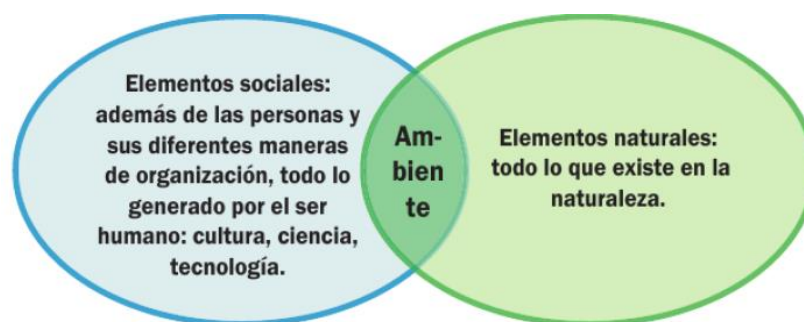 Elementos sociales:
además de las personas y
sus diferentes maneras
de organización, todo lo
generado por el ser
humano: cultura, ciencia,
tecnología.
Am-
bien
te
Elementos naturales:
todo lo que existe en la
naturaleza.